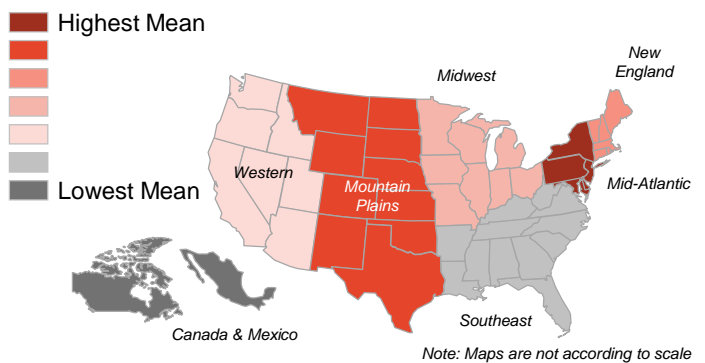 Highest Mean
New
England
Midwest
Western
Mountain
Plains
Mid-Atlantic
Lowest Mean
Canada & Mexico
Southeast
Note: Maps are not according to scale